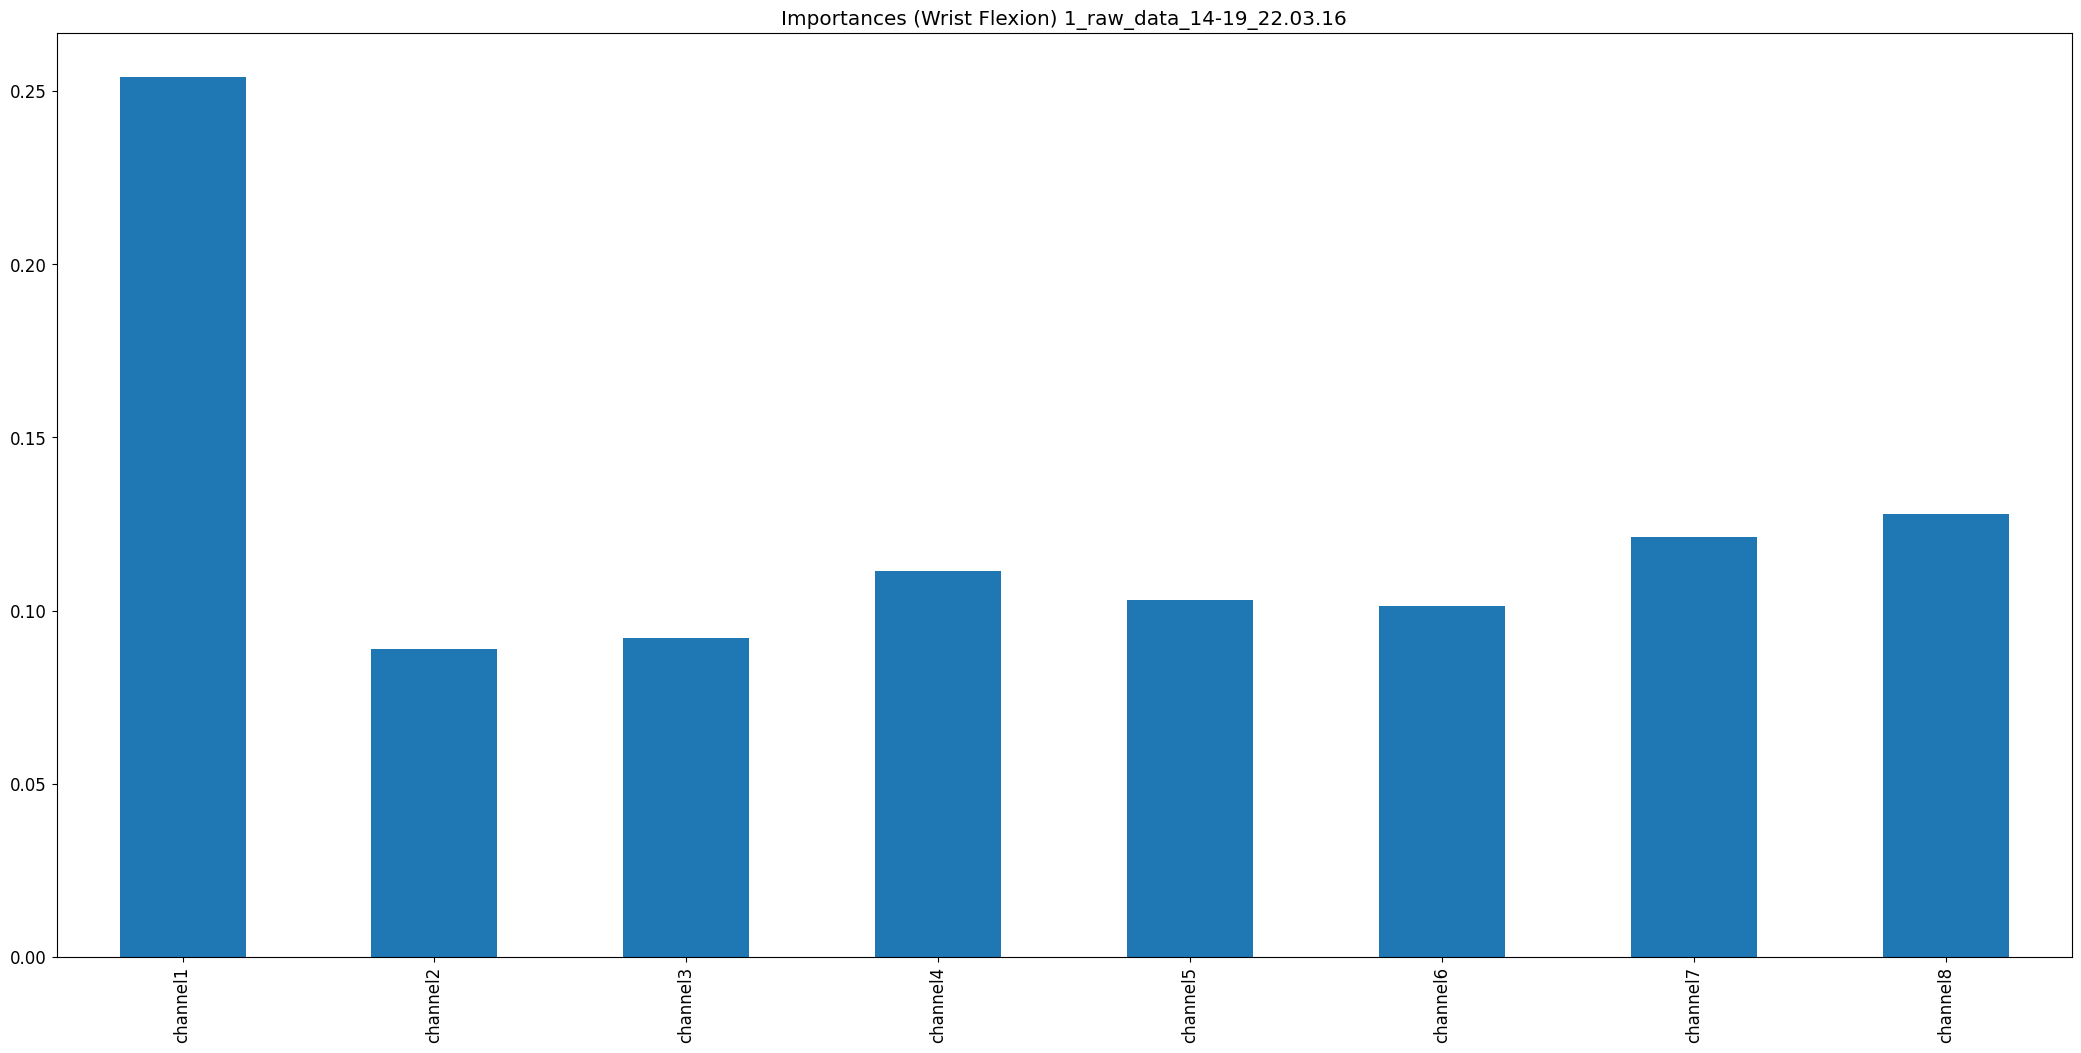 Importances (Wrist Flexion) 1_raw_data_14-19_22.03.16
0.25
0.20
0.15
0.10
0.05
0.00
channel1
channel2
channel3
channel4
channel5
channel6
channel7
channel8